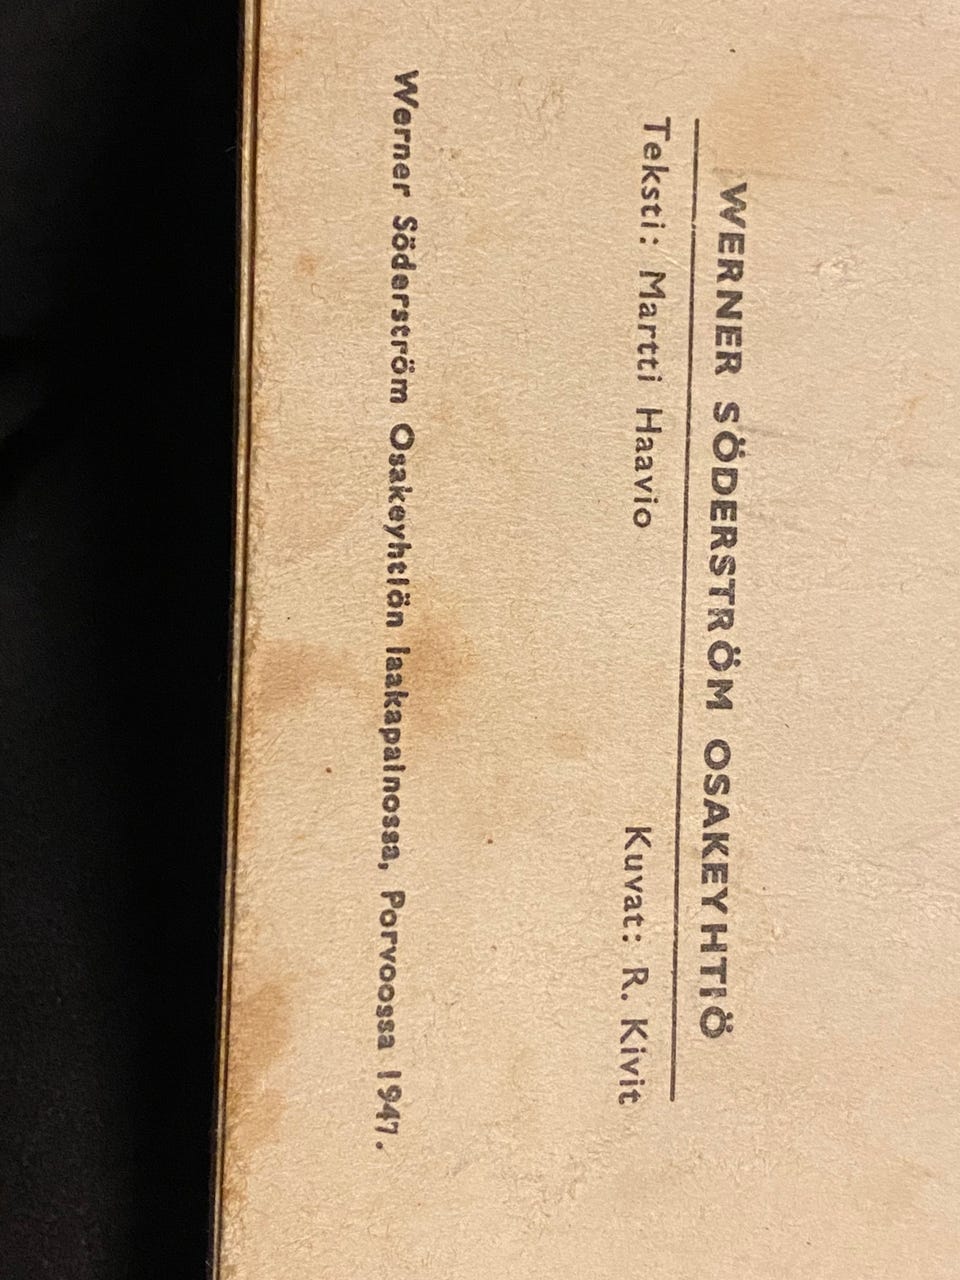 WERNER SÖDERSTRÖM OSAKEYHTIÖ
Teksti: Martti Haavio Kuvat: R. Kivit
Werner Söderström Osakeyhtiön laakapainossa, Porvoossa 1947.